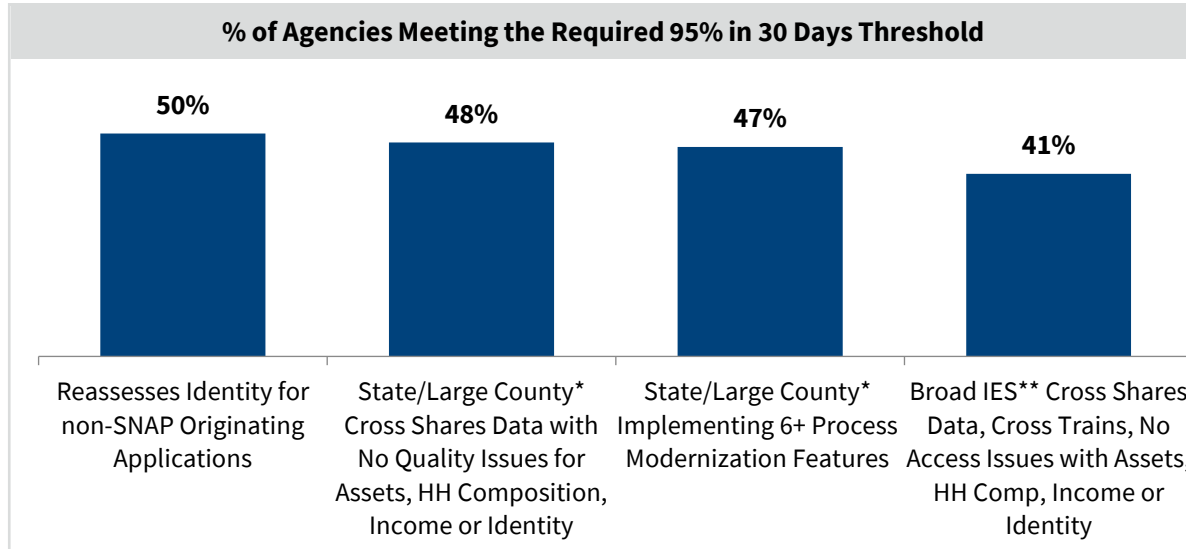 % of Agencies Meeting the Required 95% in 30 Days Threshold
50%
48%
47%
41%
Reassesses Identity for
non-SNAP Originating
Applications
State/Large County*
Cross Shares Data with
No Quality Issues for
Assets, HH Composition,
Income or Identity
State/Large County*
Implementing 6+ Process
Modernization Features
Broad IES** Cross Shares
Data, Cross Trains, No
Access Issues with Assets,
HH Comp, Income or
Identity